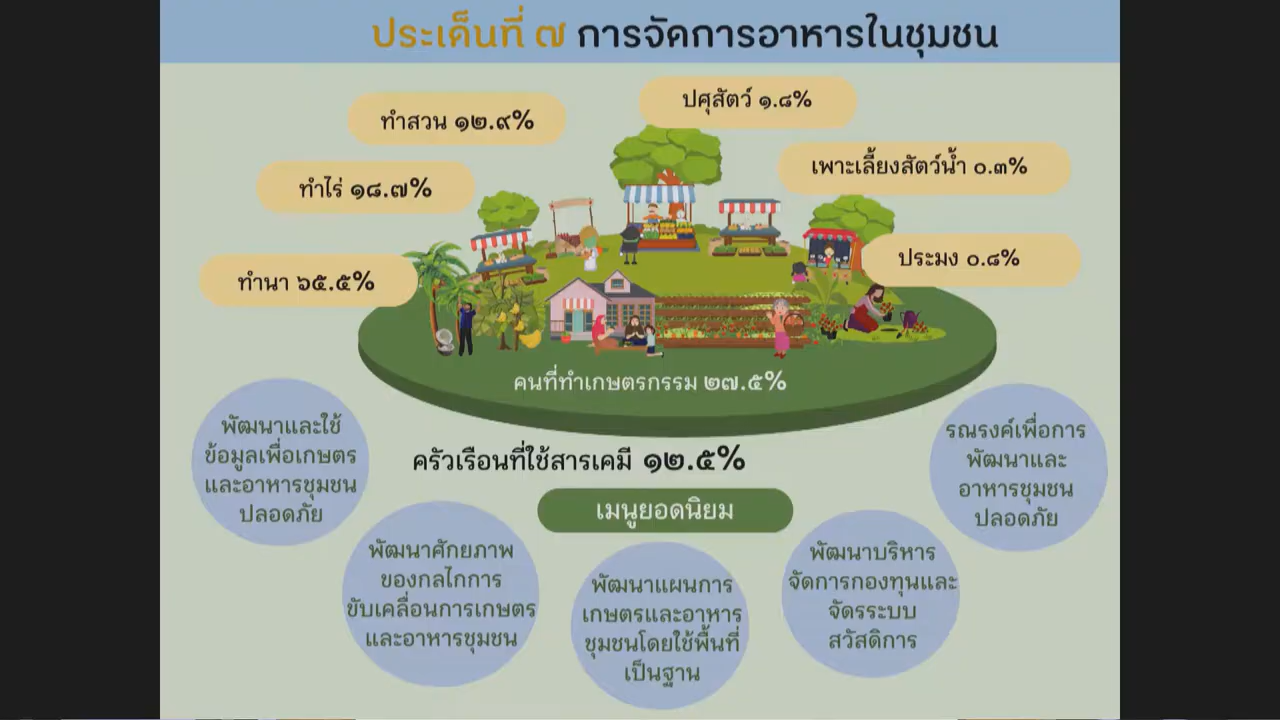 ประเด็นที่ ๗ การจัดการอาหารในชุมชน
ปศุสัตว์ ๑.๘%
ทำสวน ๑๒.๙%
เพาะเลี้ยงสัตว์น้ำ ๐.๓%
ทำไร่ ๑๘.๗%
ประมง ๐.๘%
ทำนา ๖๕.๕%
คนที่ทำเกษตรกรรม ๒๗.๕%
ครัวเรือนที่ใช้สารเคมี ๑๒.๕%
เมนูยอดนิยม
พัฒนาและใช้
ข้อมูลเพื่อเกษตร
และอาหารชุมชน
ปลอดภัย
พัฒนาศักยภาพ
ของกลไกการ
ขับเคลื่อนการเกษตร
และอาหารชุมชน
พัฒนาแผนการ
เกษตรและอาหาร
ชุมชนโดยใช้พื้นที่
เป็นฐาน
พัฒนาบริหาร
จัดการกองทุนและ
จัดรระบบ
สวัสดิการ
รณรงค์เพื่อการ
พัฒนาและ
อาหารชุมชน
ปลอดภัย